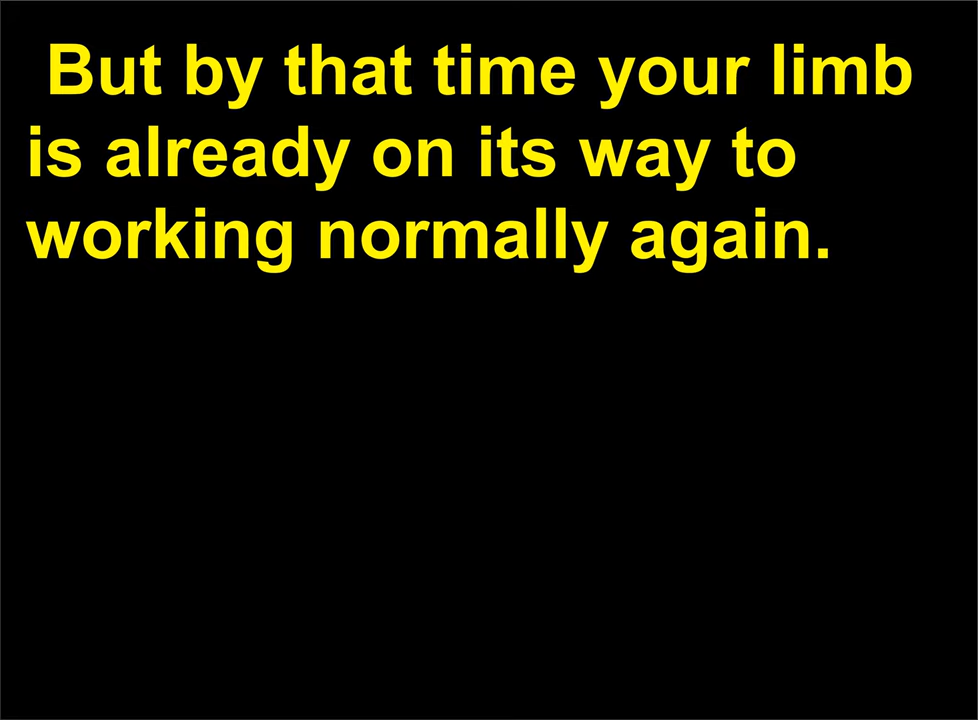 But by that time your limb
is already on its way to
working normally again.